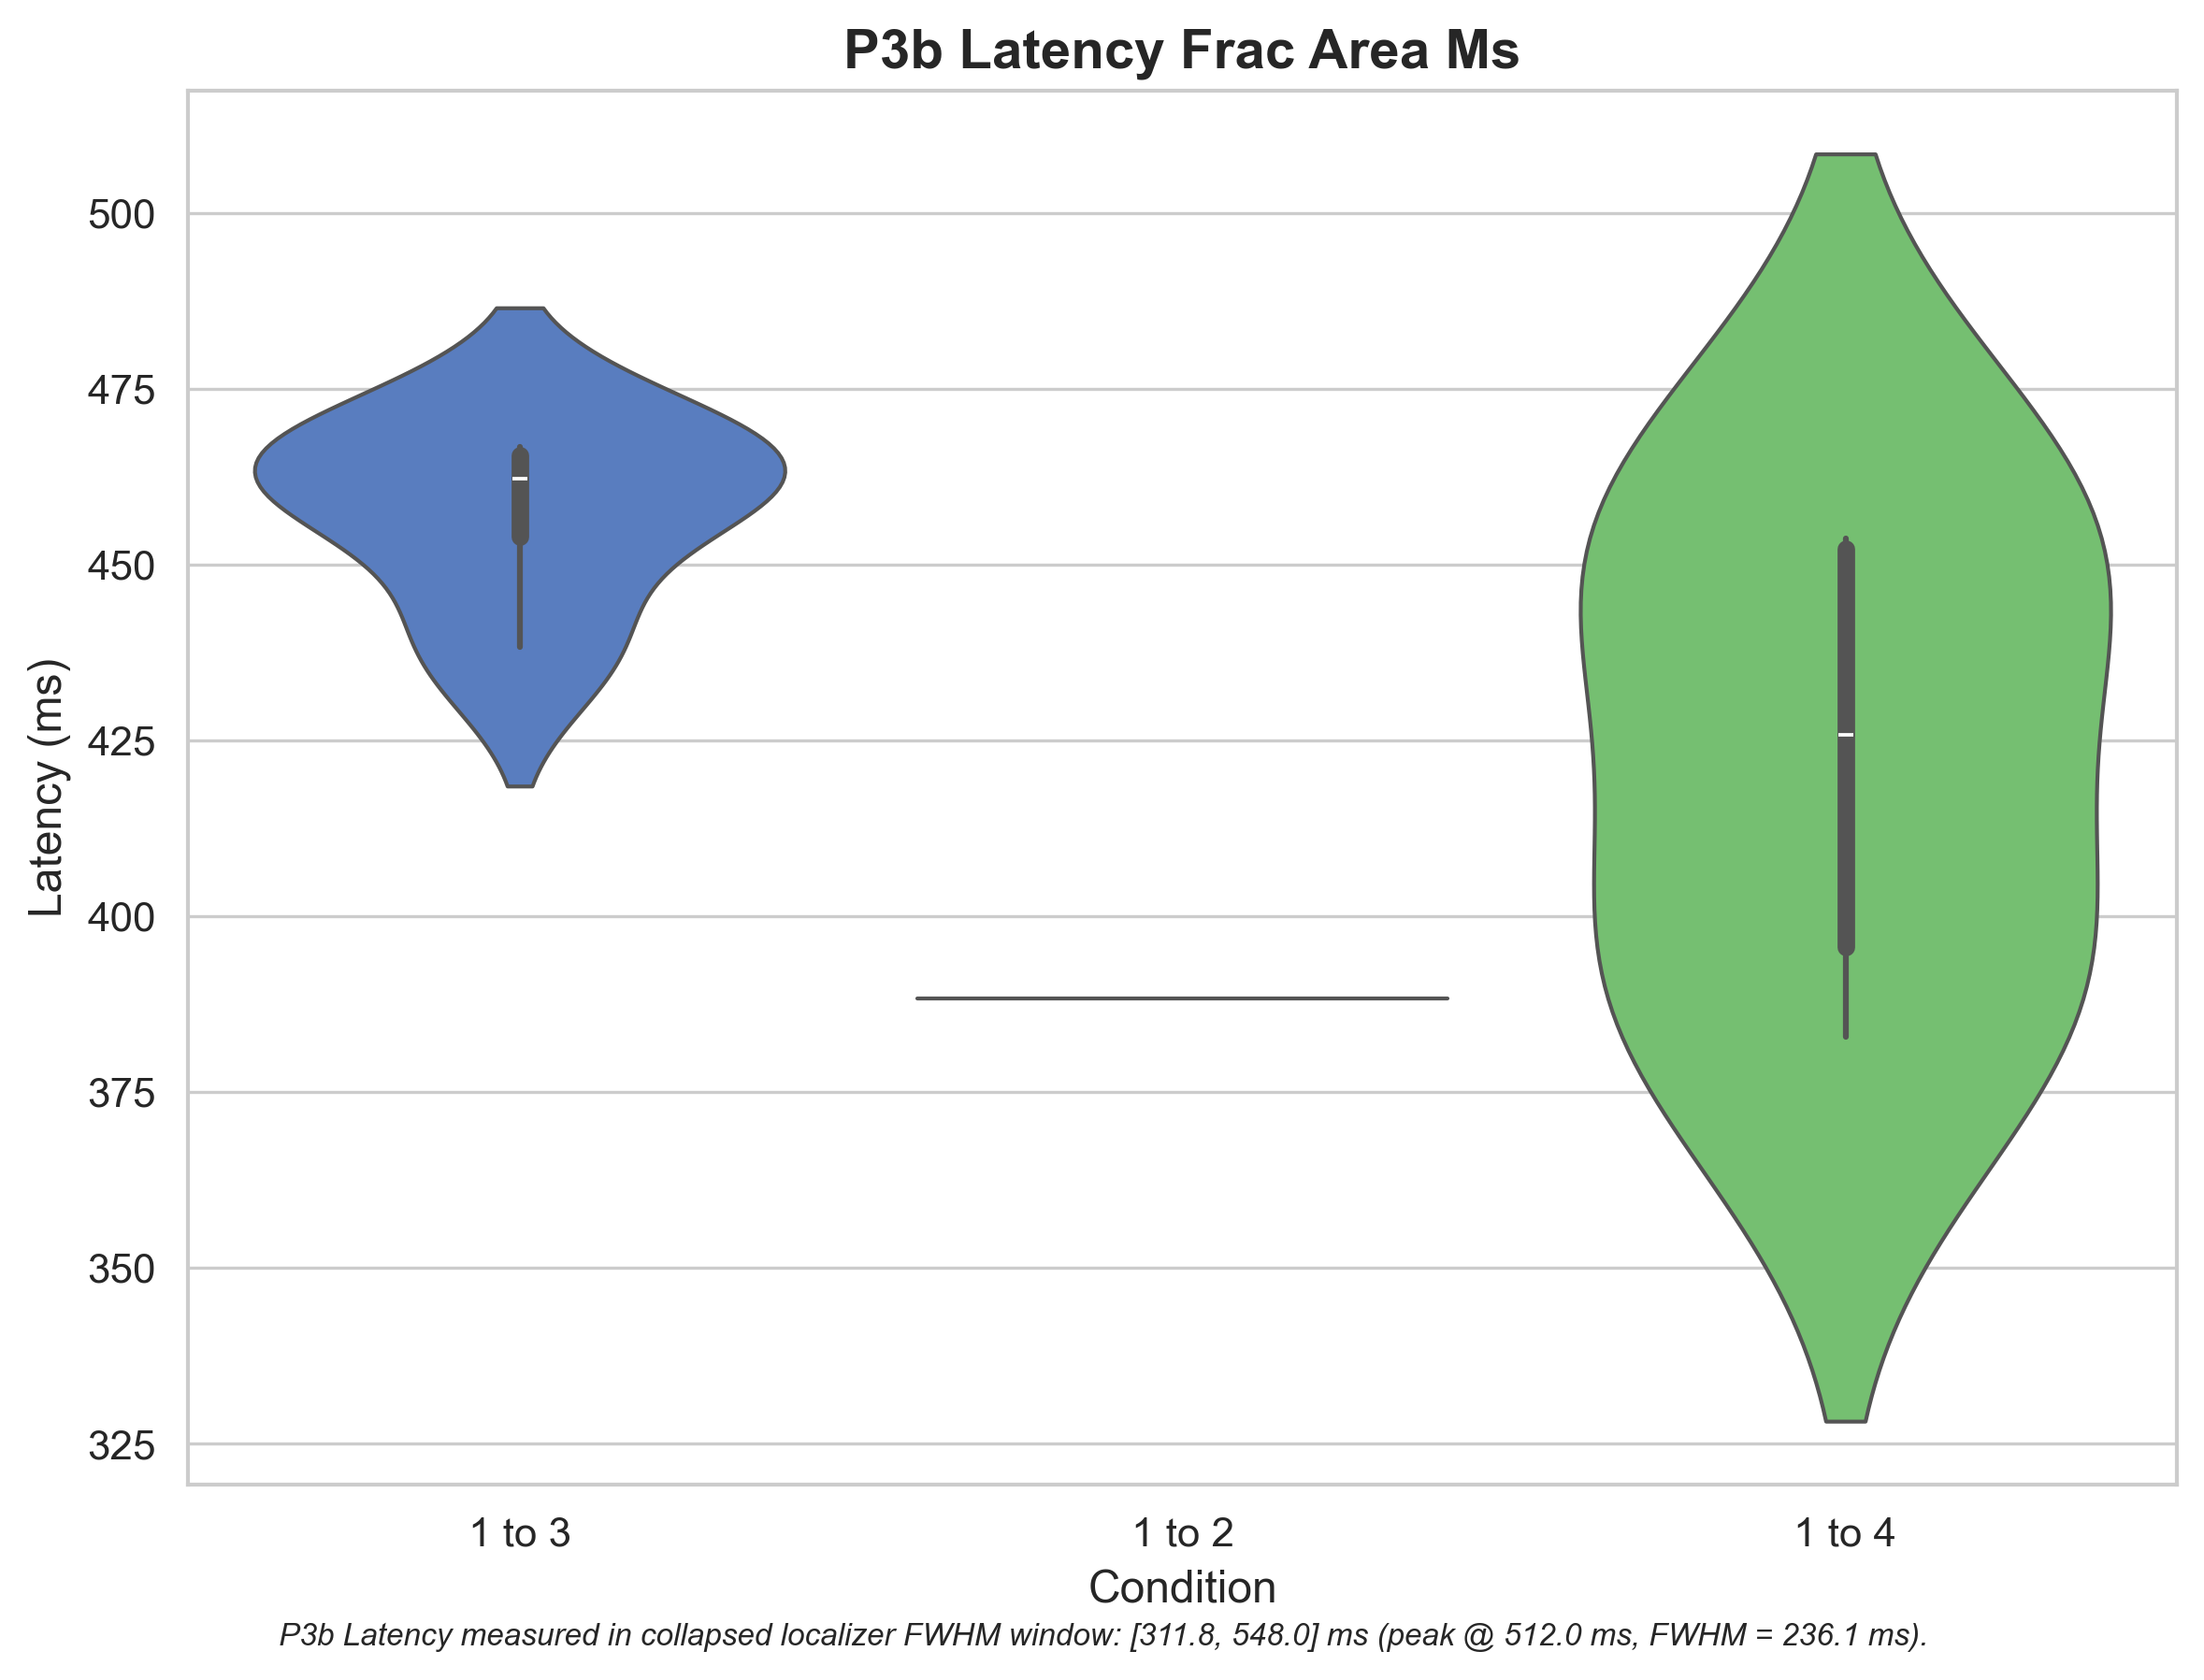 P3b Latency Frac Area Ms
Latency (ms)
500
475
450
425
400
375
350
325
1 to 3
1 to 2
1 to 4
Condition
P3b Latency measured in collapsed localizer FWHM window: [311.8, 548.0] ms (peak @ 512.0 ms, FWHM = 236.1 ms).